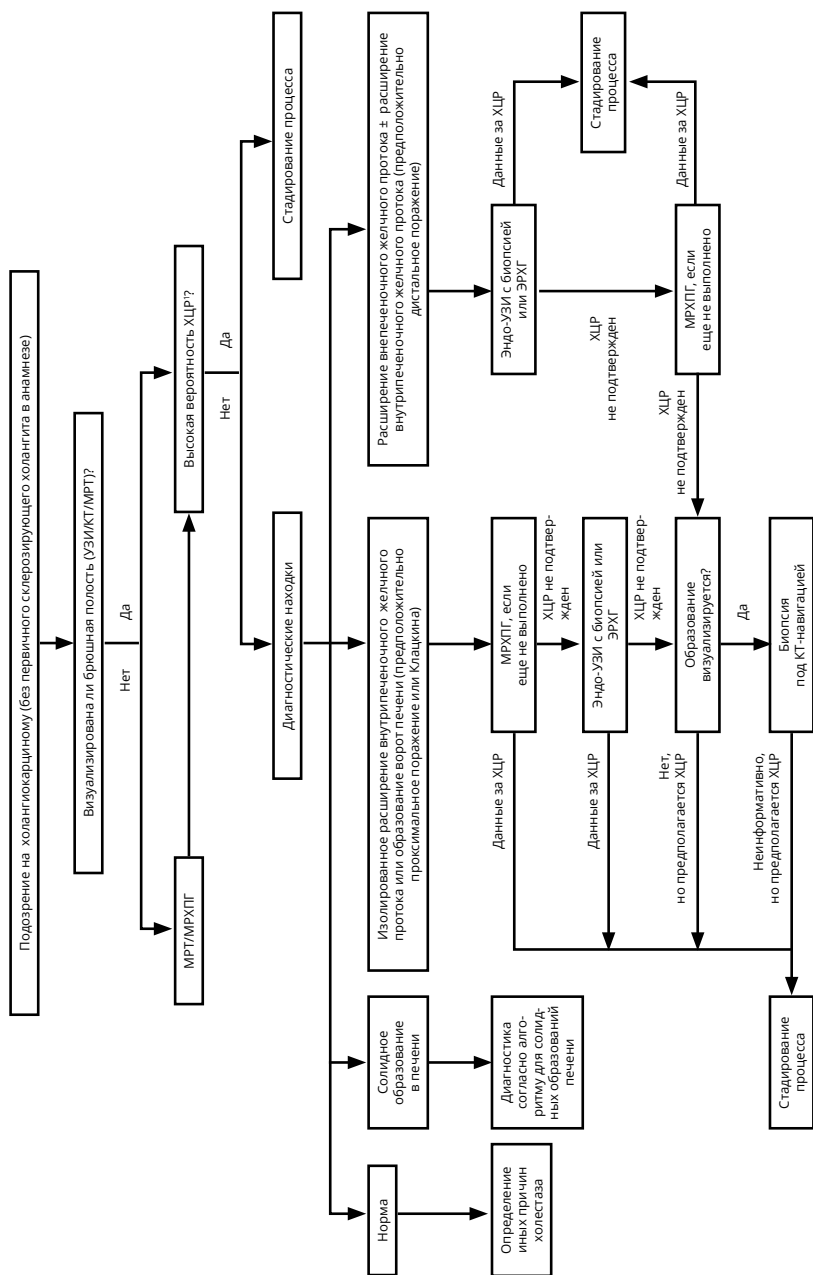 Подозрение на холангиокарциному (без первичного склерозирующего холангита в анамнезе)
Визуализирована ли брюшная полость (УЗИ/КТ/МРТ)?
Нет
Да
МРТ/МРХПГ
Высокая вероятность ХЦР¹?
Нет
Да
Диагностические находки
Стадирование процесса
Норма
Солидное
образование
в печени
Изолированное расширение внутрипеченочного желчного
протока или образование ворот печени (предположительно
проксимальное поражение или Клацкина)
Расширение внепеченочного желчного протока ± расширение
внутрипеченочного желчного протока (предположительно
дистальное поражение)
Определение
иных причин
холестаза
Диагностика
согласно алго-
ритму для солид-
ных образований
печени
МРХПГ, если
еще не выполнено
Данные за ХЦР
ХЦР не подтвер-
жден
Эндо-УЗИ с биопсией или
ЭРХГ
Данные за ХЦР
ХЦР не подтвер-
жден
Образование
визуализируется?
Нет,
но предполагается ХЦР
Да
Биопсия
под КТ-навигацией
Неинформативно,
но предполагается ХЦР
Стадирование
процесса
Эндо-УЗИ с биопсией
или ЭРХГ
Данные за ХЦР
ХЦР
не подтвержден
МРХПГ, если
еще не выполнено
Данные за ХЦР
ХЦР
не подтвержден
Стадирование
процесса